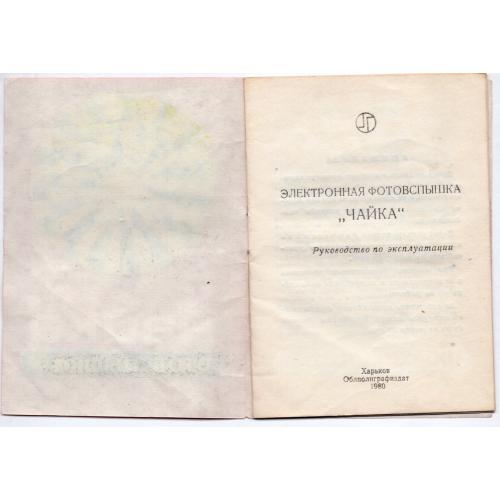 ЭЛЕКТРОННАЯ ФОТОВСПЫШКА
„ЧАЙКА“
Руководство по эксплуатации
Харьков
Облполиграфиздат
1980